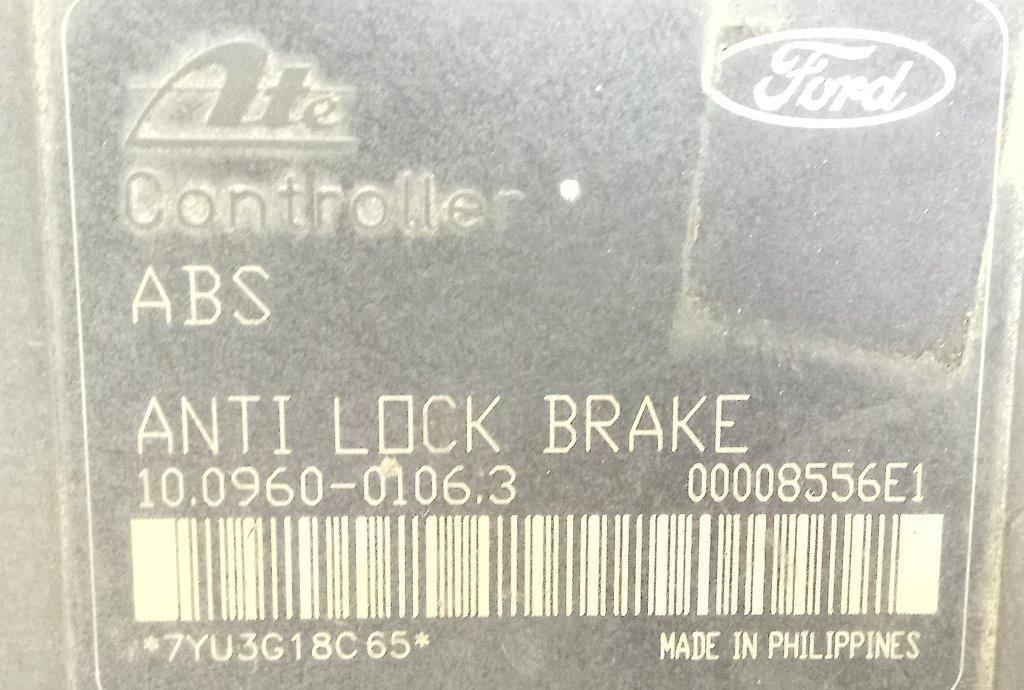 Ate
Ford
Controller
ABS
ANTI LOCK BRAKE
10.0960-0106.3 00008556E1
*7YU3G18C65*
MADE IN PHILIPPINES